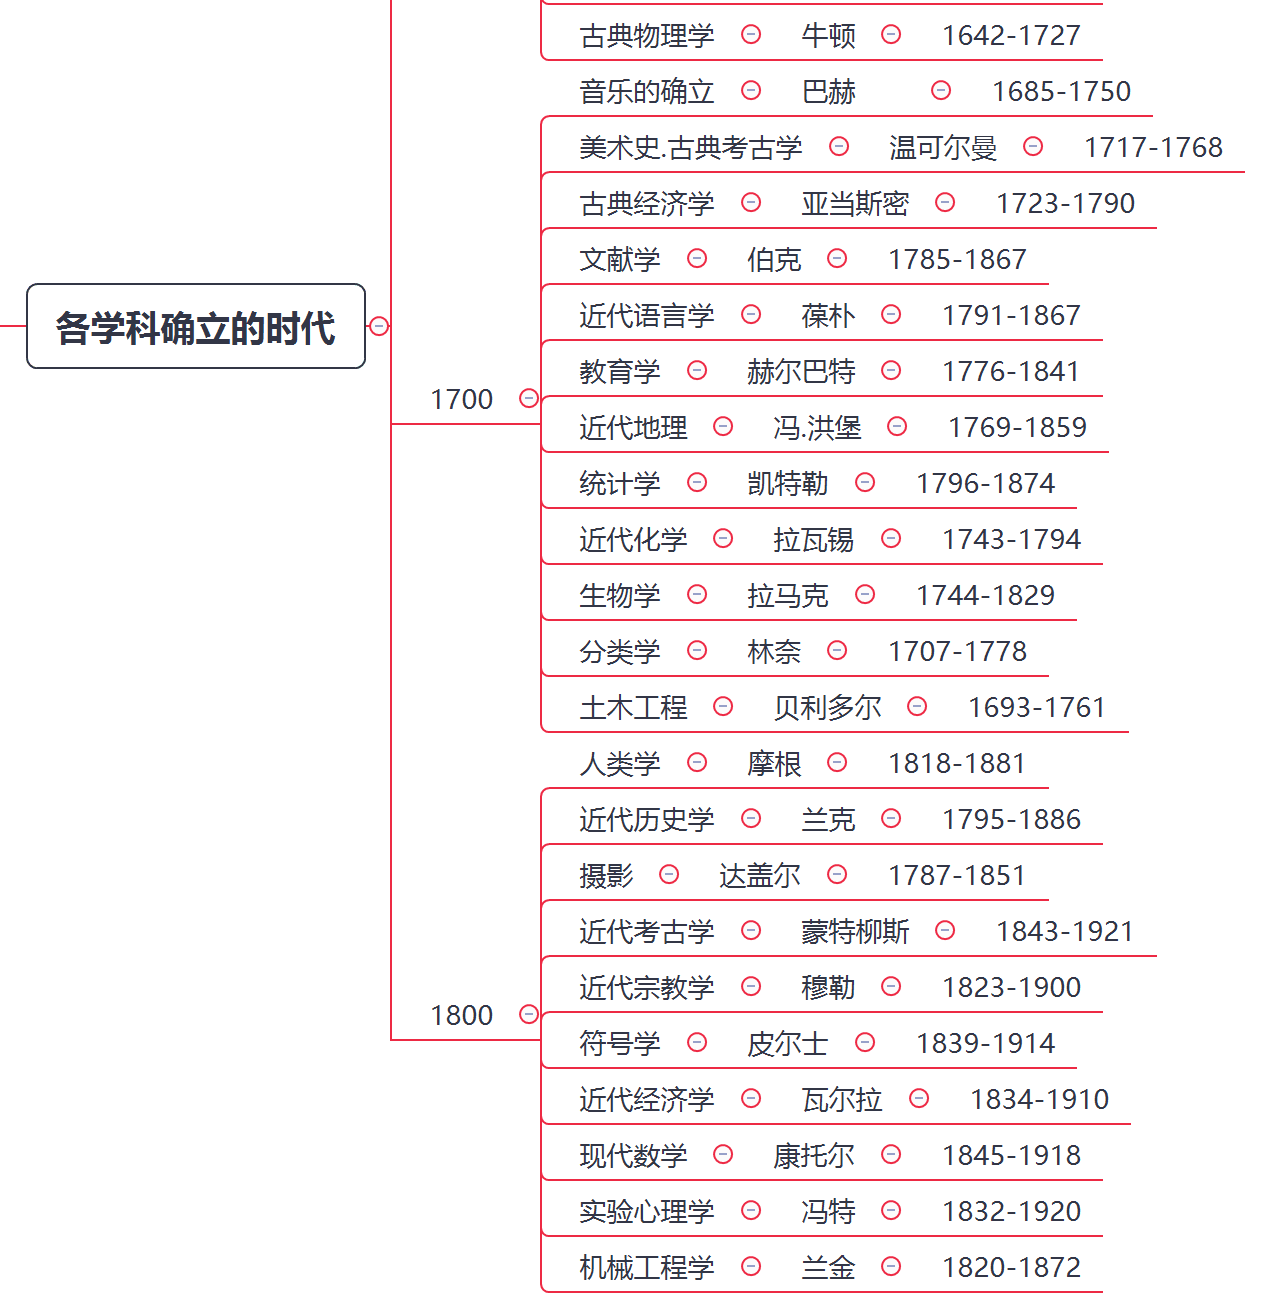 古典物理学 牛顿 1642-1727
音乐的确立 巴赫 1685-1750
美术史.古典考古学 温可尔曼 1717-1768
古典经济学 亚当斯密 1723-1790
文献学 伯克 1785-1867
近代语言学 葆朴 1791-1867
各学科确立的时代
教育学 赫尔巴特 1776-1841
1700
近代地理 冯.洪堡 1769-1859
统计学 凯特勒 1796-1874
近代化学 拉瓦锡 1743-1794
生物学 拉马克 1744-1829
分类学 林奈 1707-1778
土木工程 贝利多尔 1693-1761
人类学 摩根 1818-1881
近代历史学 兰克 1795-1886
摄影 达盖尔 1787-1851
近代考古学 蒙特柳斯 1843-1921
近代宗教学 穆勒 1823-1900
1800
符号学 皮尔士 1839-1914
近代经济学 瓦尔拉 1834-1910
现代数学 康托尔 1845-1918
实验心理学 冯特 1832-1920
机械工程学 兰金 1820-1872